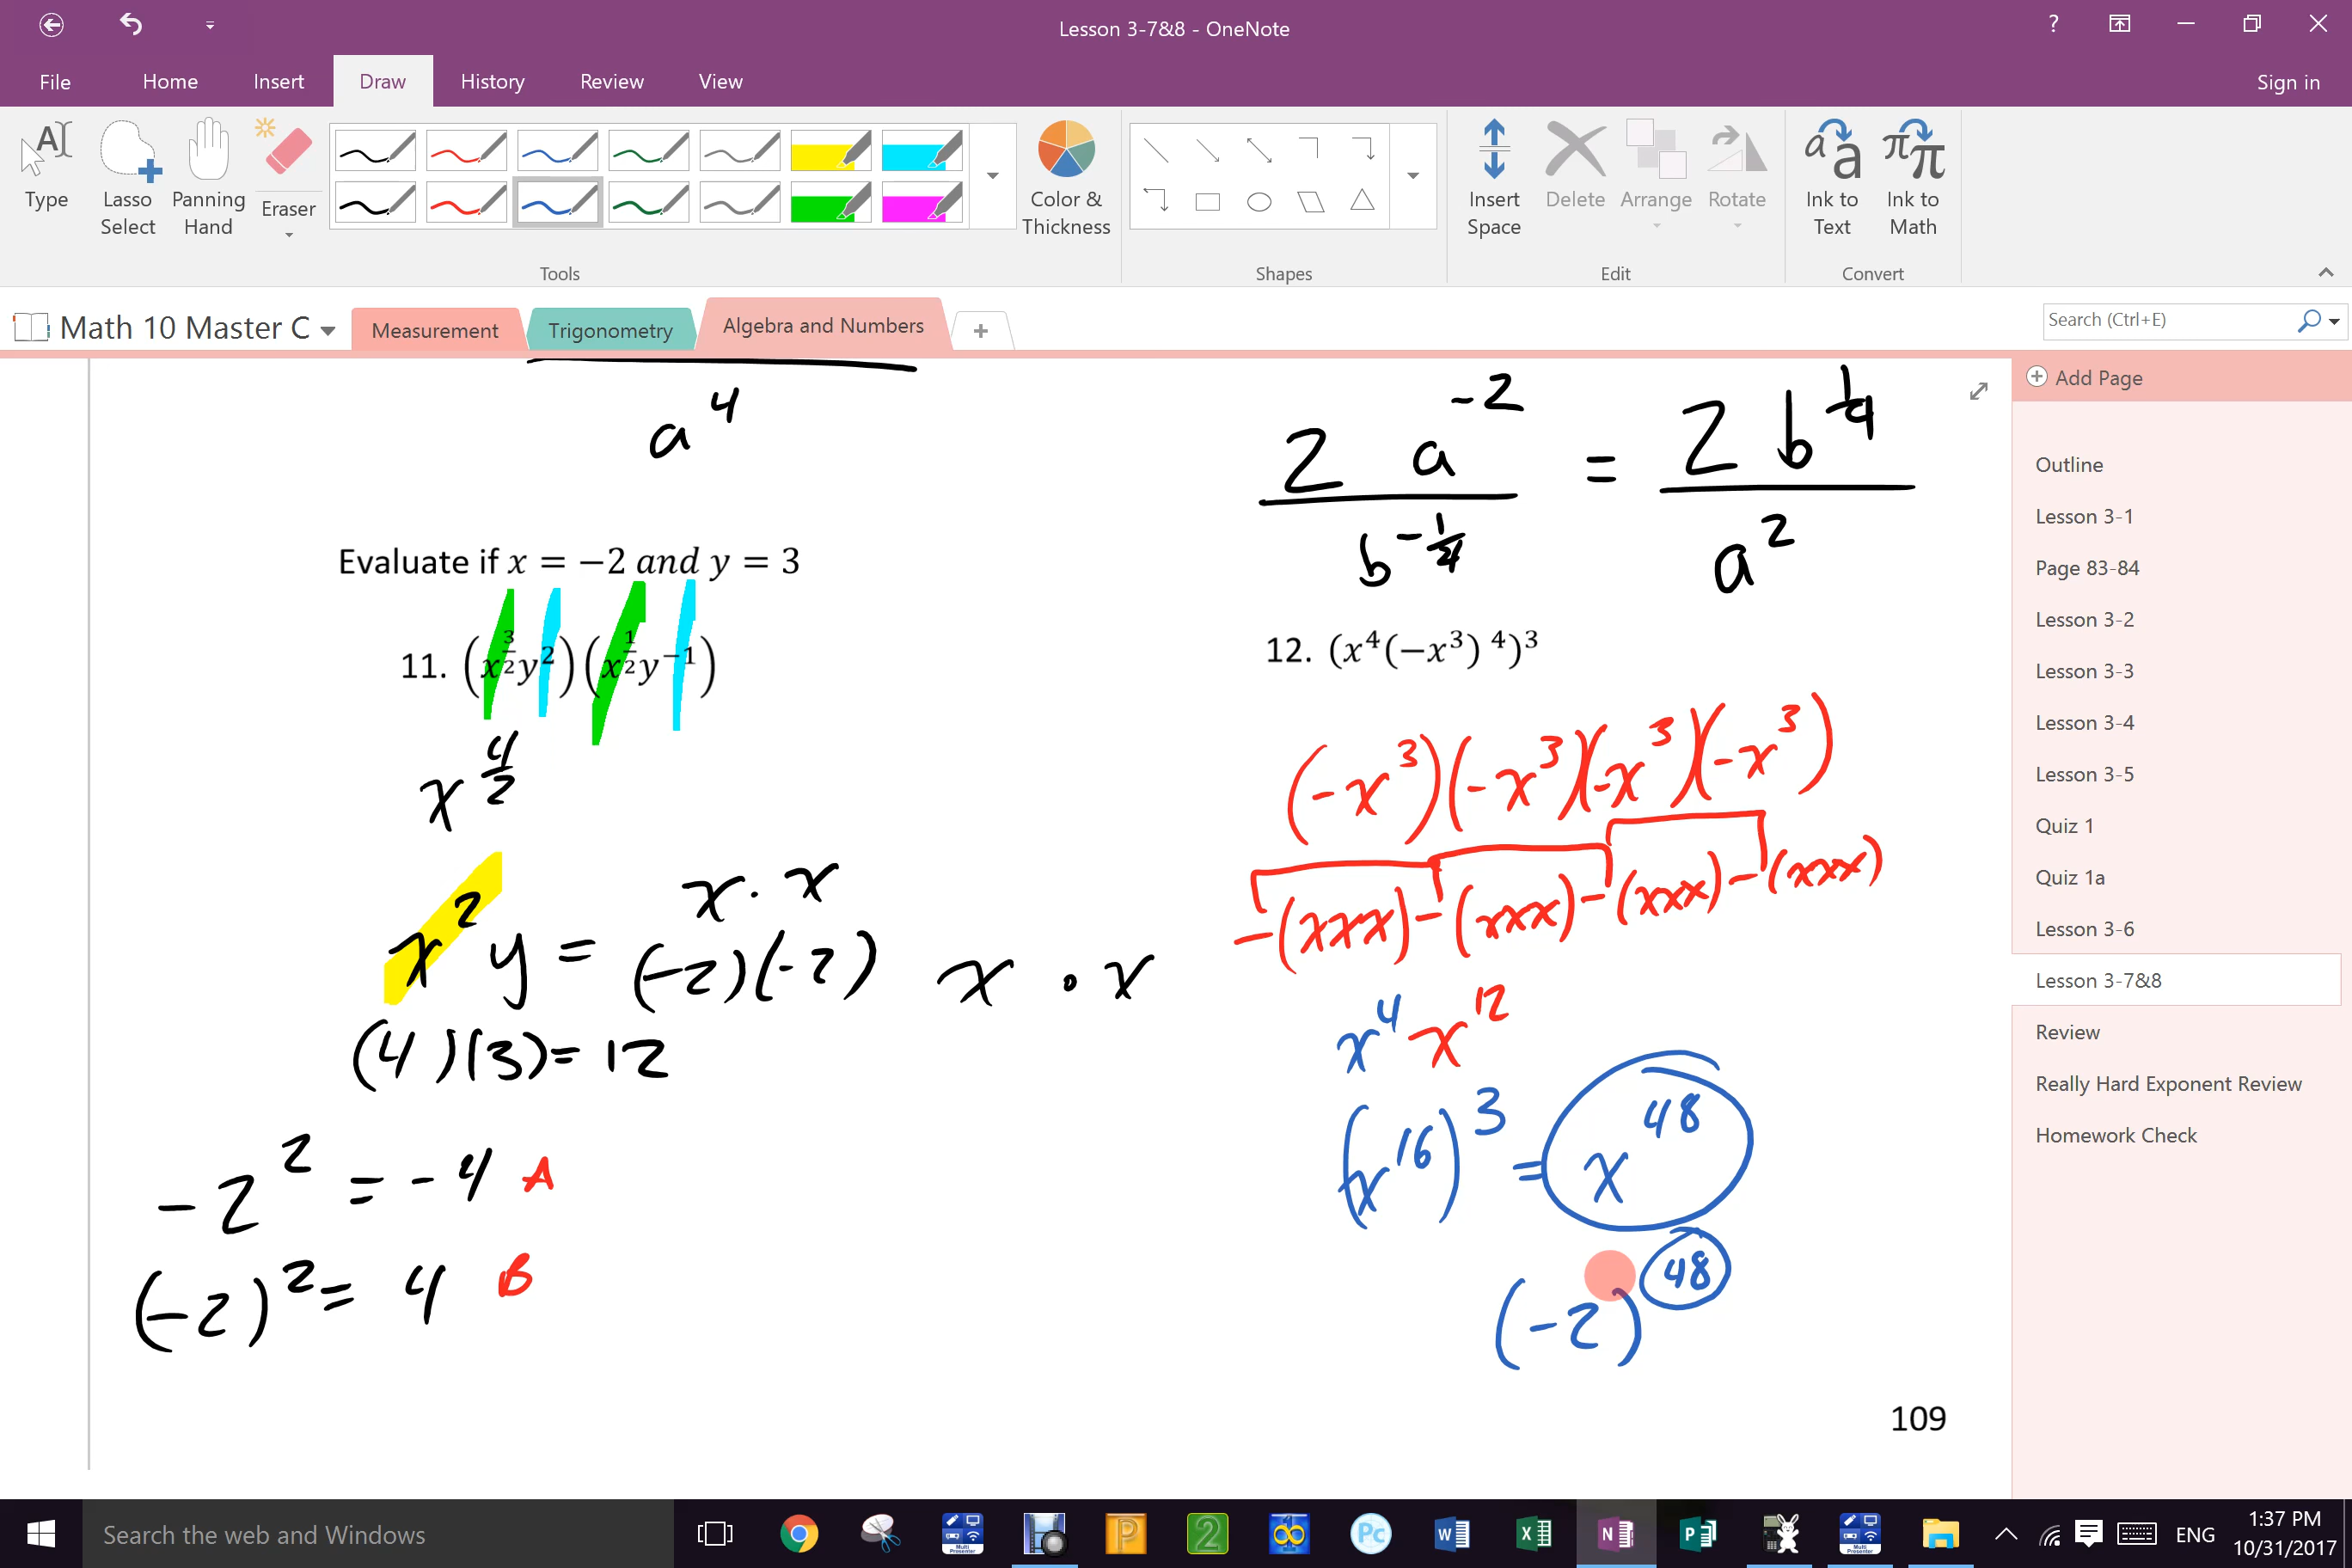 Lesson 3-7&8 - OneNote
?
File Home Insert Draw History Review View Sign in
Type
Lasso Select
Panning Hand
Eraser
Color & Thickness
Insert Space
Delete
Arrange
Rotate
Ink to Text
Ink to Math
Tools Shapes Edit Convert
Math 10 Master C
Measurement Trigonometry Algebra and Numbers +
Search (Ctrl+E)
Add Page
Outline
Lesson 3-1
Page 83-84
Lesson 3-2
Lesson 3-3
Lesson 3-4
Lesson 3-5
Quiz 1
Quiz 1a
Lesson 3-6
Lesson 3-7&8
Review
Really Hard Exponent Review
Homework Check
a^4
2 a^-2 / b^-1/4 = 2 b^1/4 / a^2
Evaluate if x = −2 and y = 3
11. (x^3/2 y^2)(x^1/2 y^−1)
x^4/2
x · x
x^2 y = (-2)(-2) x · x
(4)(3) = 12
-2^2 = -4 A
(-2)^2 = 4 B
12. (x^4(−x^3)^4)^3
(-x^3)(-x^3)(-x^3)(-x^3)
-(xxx)-(xxx)-(xxx)-(xxx)
x^4 x^12
(x^16)^3 = x^48
(-2)^48
109
Search the web and Windows
ENG
1:37 PM
10/31/2017